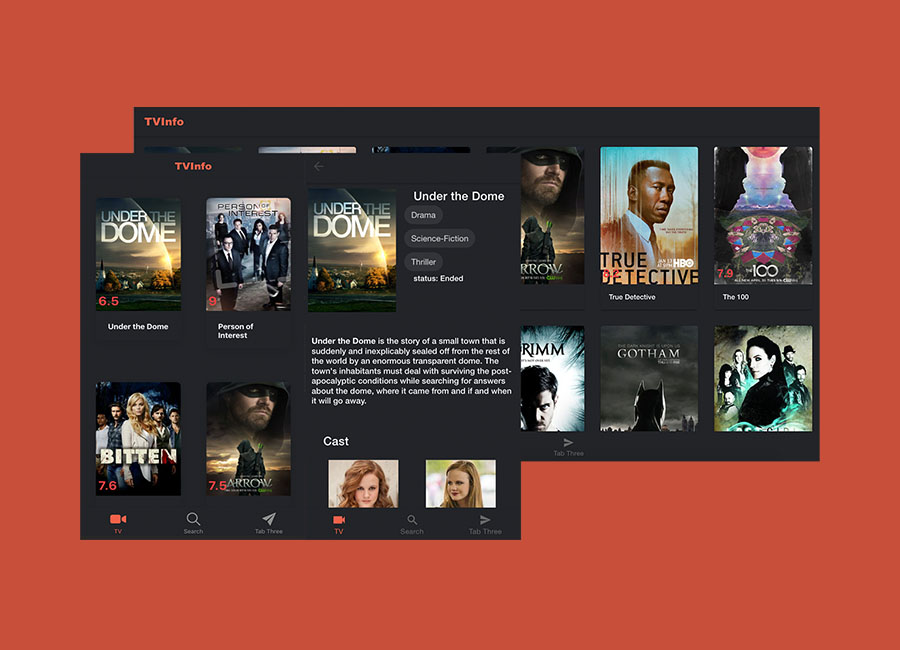 TVInfo
TRUE
DETECTIVE
JAN 13
HBO
True Detective
7.9
THE 100
The 100
GRIMM
GOTHAM
Tab Three
TVInfo
UNDER THE
DOME
6.5
Under the Dome
PERSON OF
INTEREST
9
Person of
Interest
BITTEN
7.6
ARROW
7.5
TV
Search
Tab Three
UNDER THE
DOME
Under the Dome
Drama
Science-Fiction
Thriller
status: Ended
Under the Dome is the story of a small town that is
suddenly and inexplicably sealed off from the rest of
the world by an enormous transparent dome. The
town's inhabitants must deal with surviving the post-
apocalyptic conditions while searching for answers
about the dome, where it came from and if and when
it will go away.
Cast
TV
Search
Tab Three